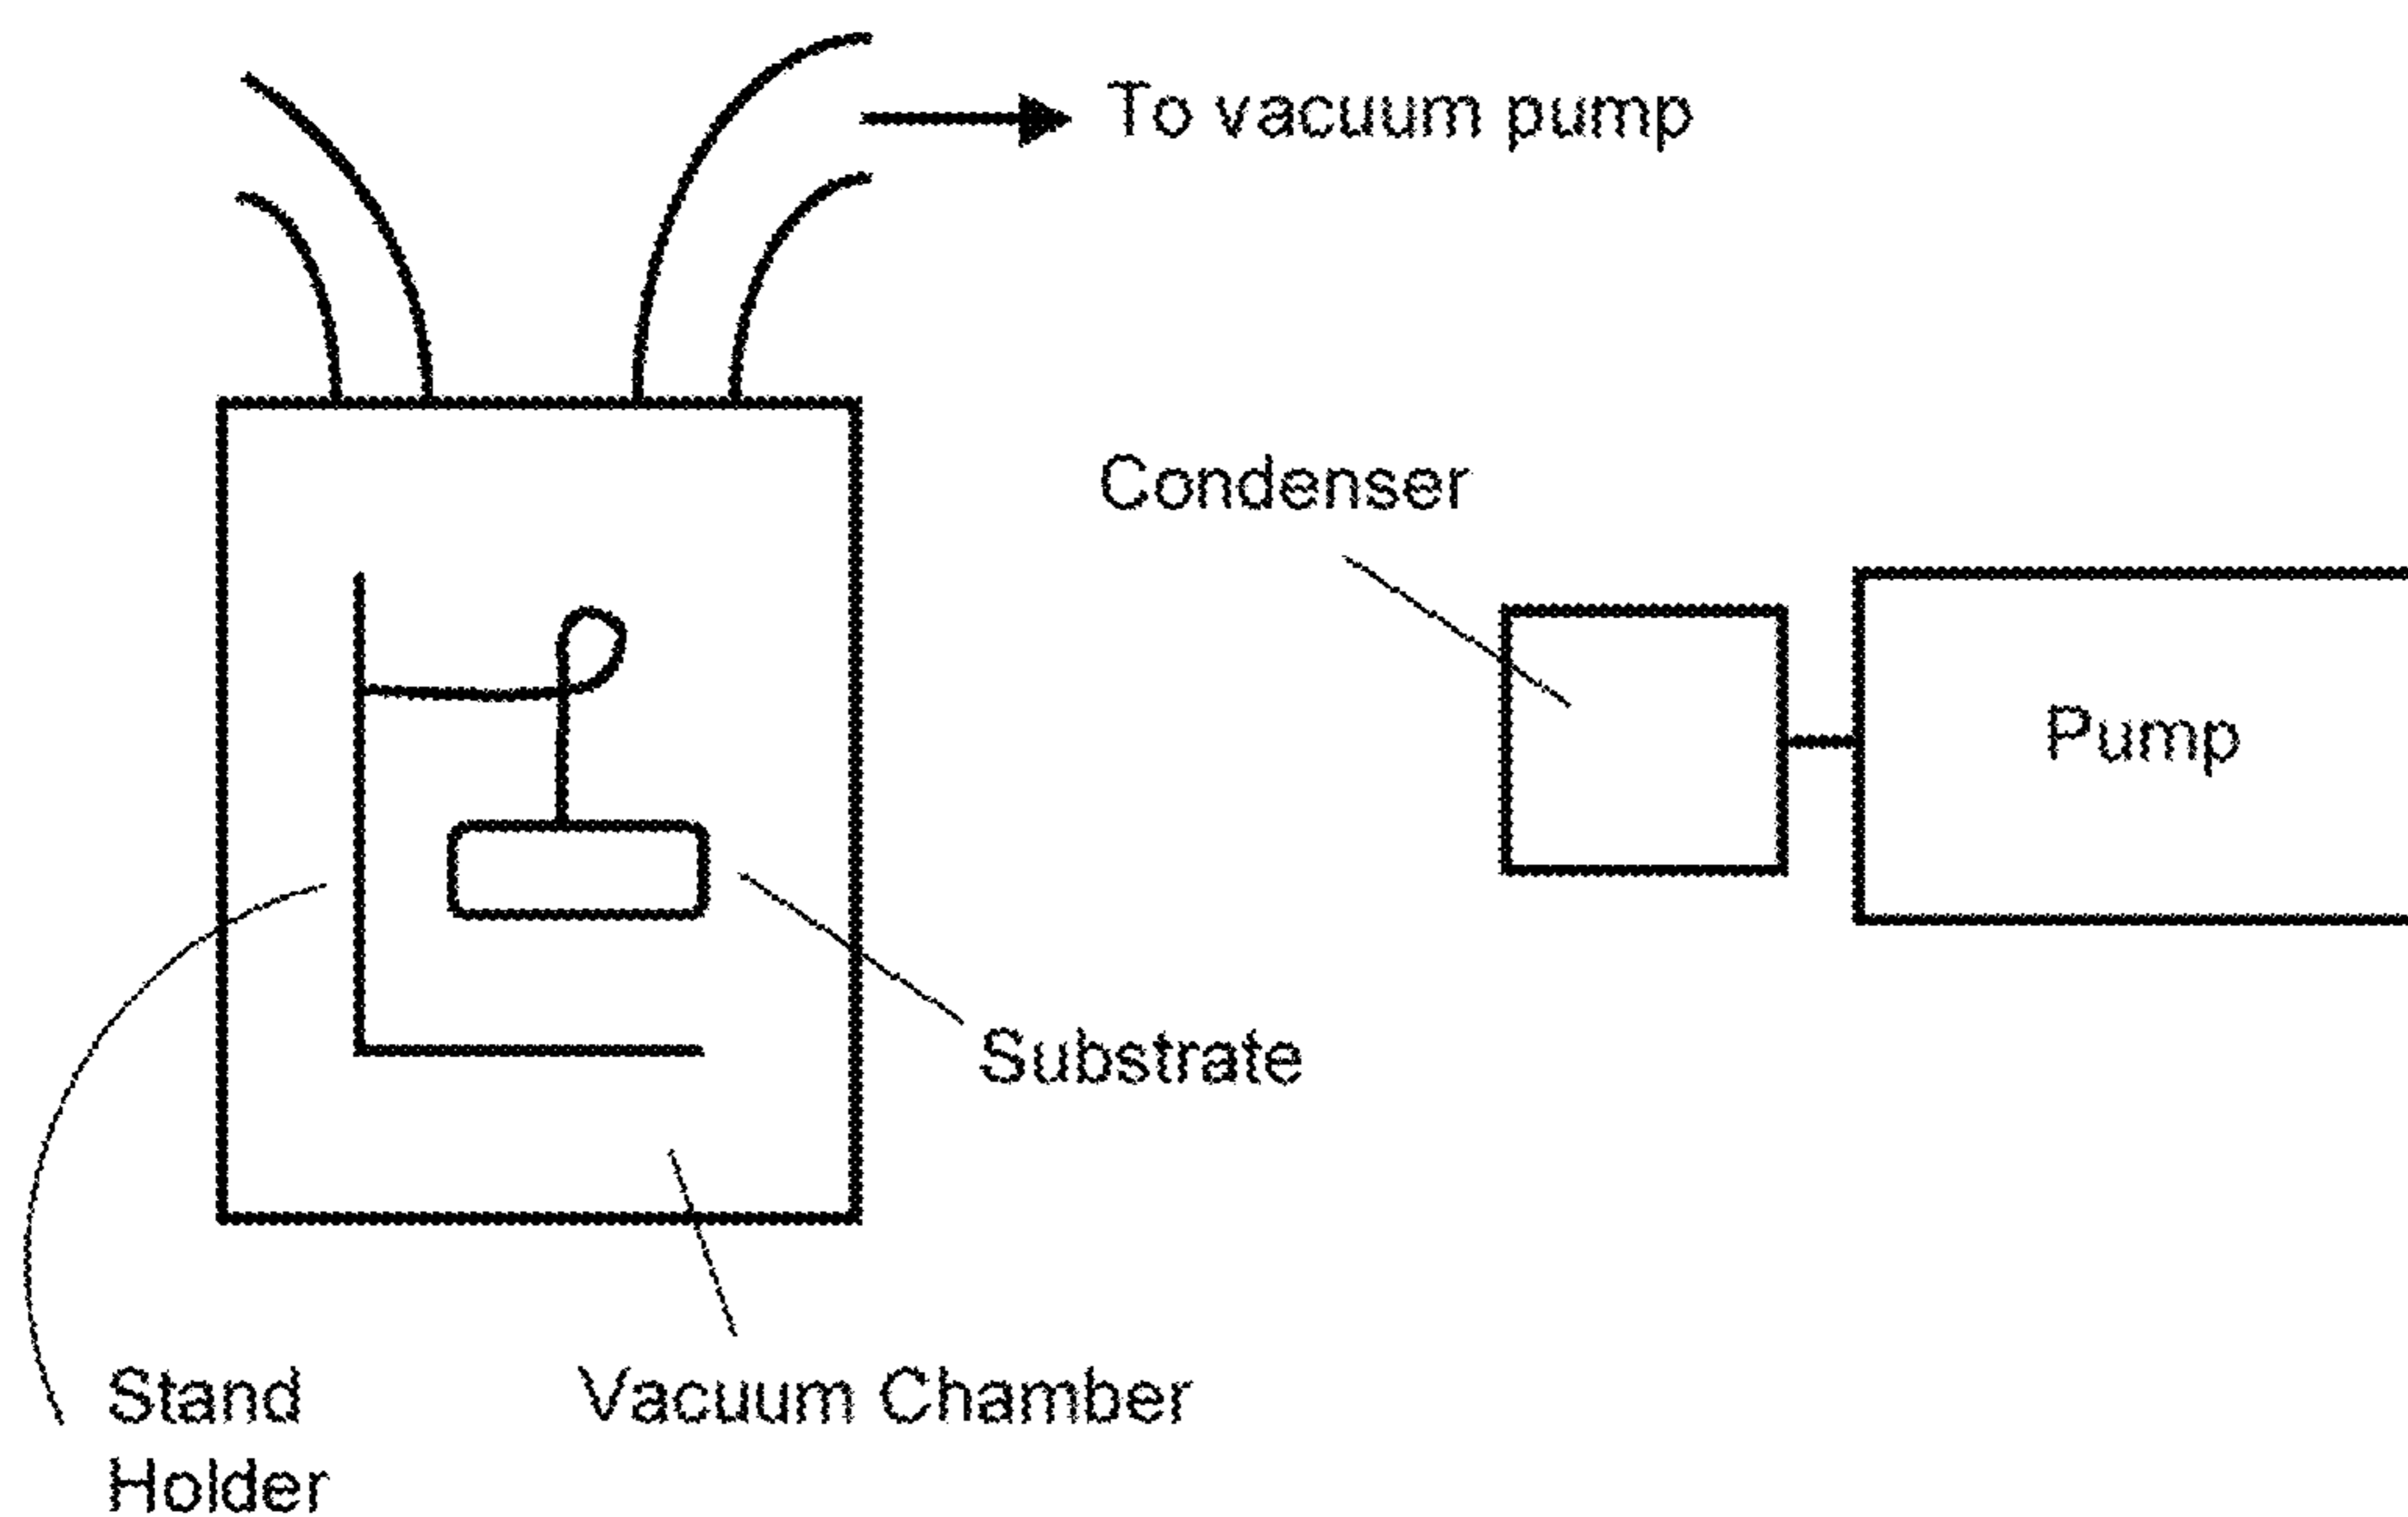 To vacuum pump
Condenser
Pump
Substrate
Stand
Holder
Vacuum Chamber